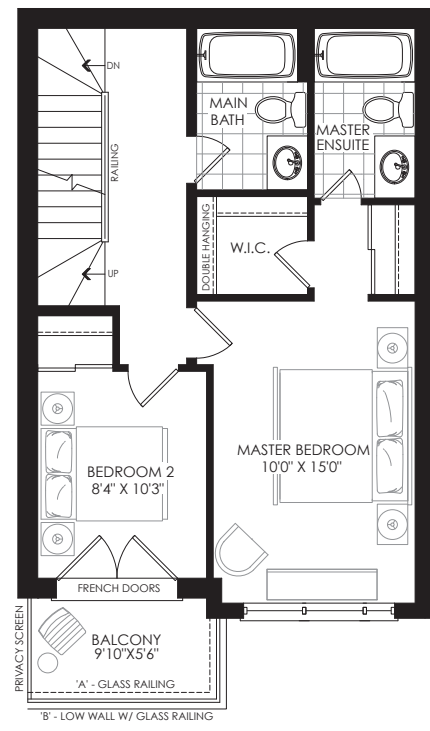 DN
MAIN
BATH
MASTER
ENSUITE
RAILING
DOUBLE HANGING
W.I.C.
UP
MASTER BEDROOM
10'0" X 15'0"
BEDROOM 2
8'4" X 10'3"
FRENCH DOORS
PRIVACY SCREEN
BALCONY
9'10"X5'6"
'A' - GLASS RAILING
'B' - LOW WALL W/ GLASS RAILING